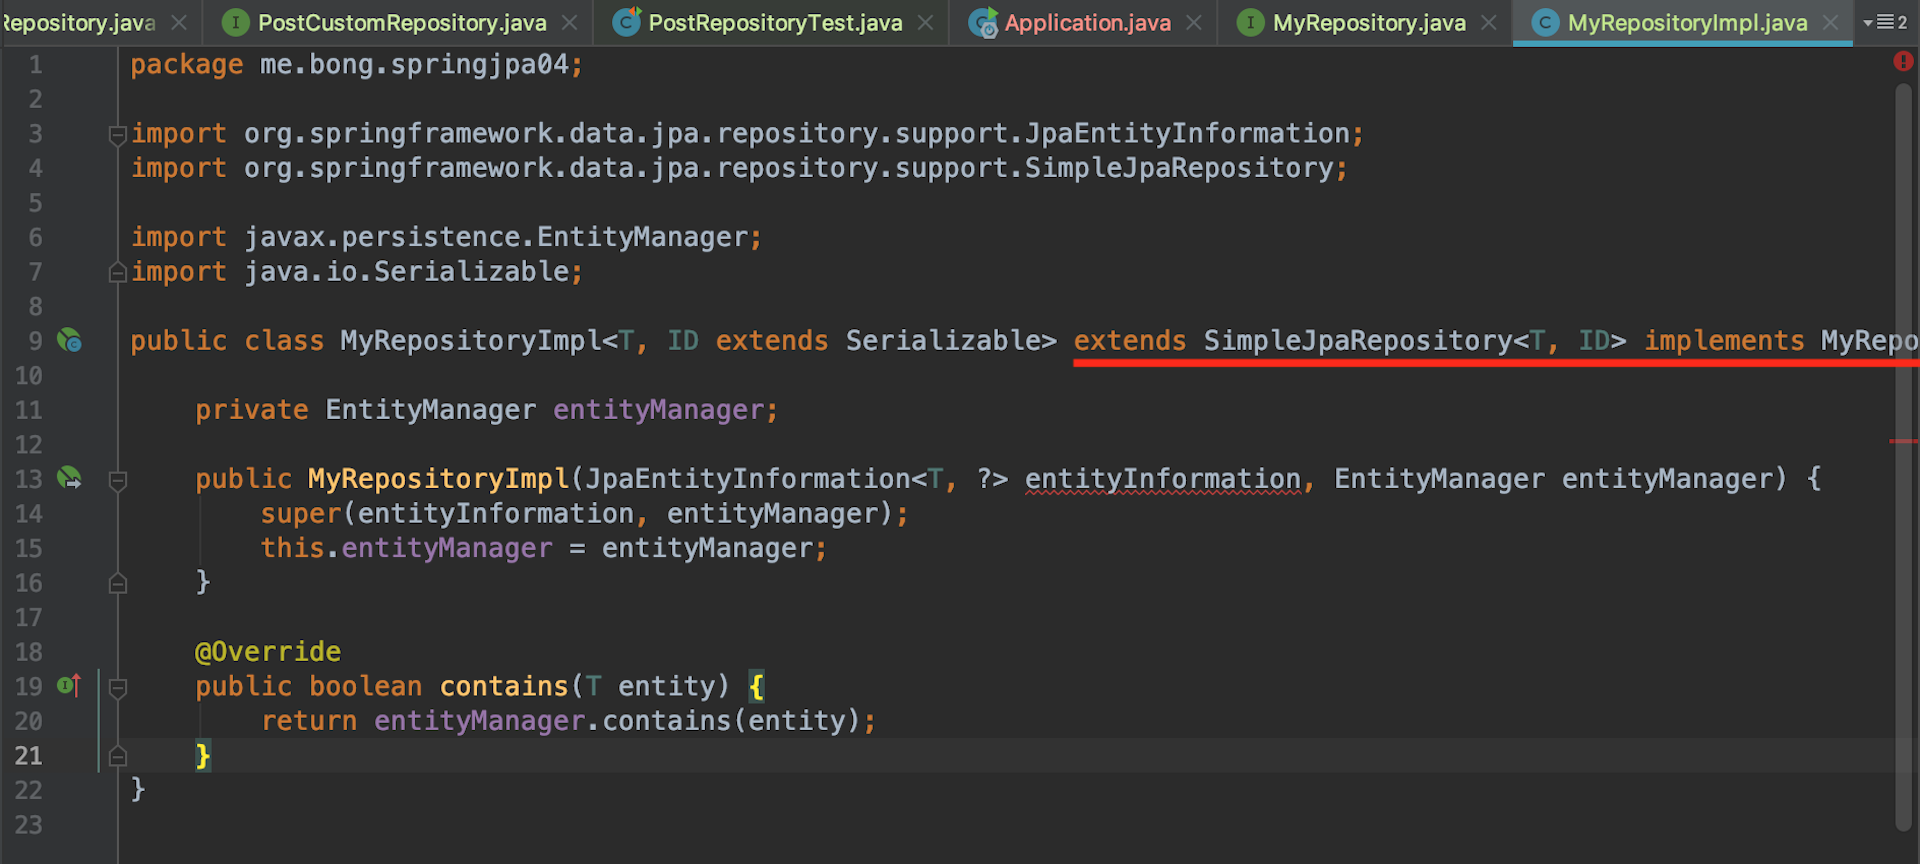 Repository.java PostCustomRepository.java PostRepositoryTest.java Application.java MyRepository.java MyRepositoryImpl.java 2
1 package me.bong.springjpa04;
2
3 import org.springframework.data.jpa.repository.support.JpaEntityInformation;
4 import org.springframework.data.jpa.repository.support.SimpleJpaRepository;
5
6 import javax.persistence.EntityManager;
7 import java.io.Serializable;
8
9 public class MyRepositoryImpl<T, ID extends Serializable> extends SimpleJpaRepository<T, ID> implements MyRepo
10
11 private EntityManager entityManager;
12
13 public MyRepositoryImpl(JpaEntityInformation<T, ?> entityInformation, EntityManager entityManager) {
14 super(entityInformation, entityManager);
15 this.entityManager = entityManager;
16 }
17
18 @Override
19 public boolean contains(T entity) {
20 return entityManager.contains(entity);
21 }
22 }
23